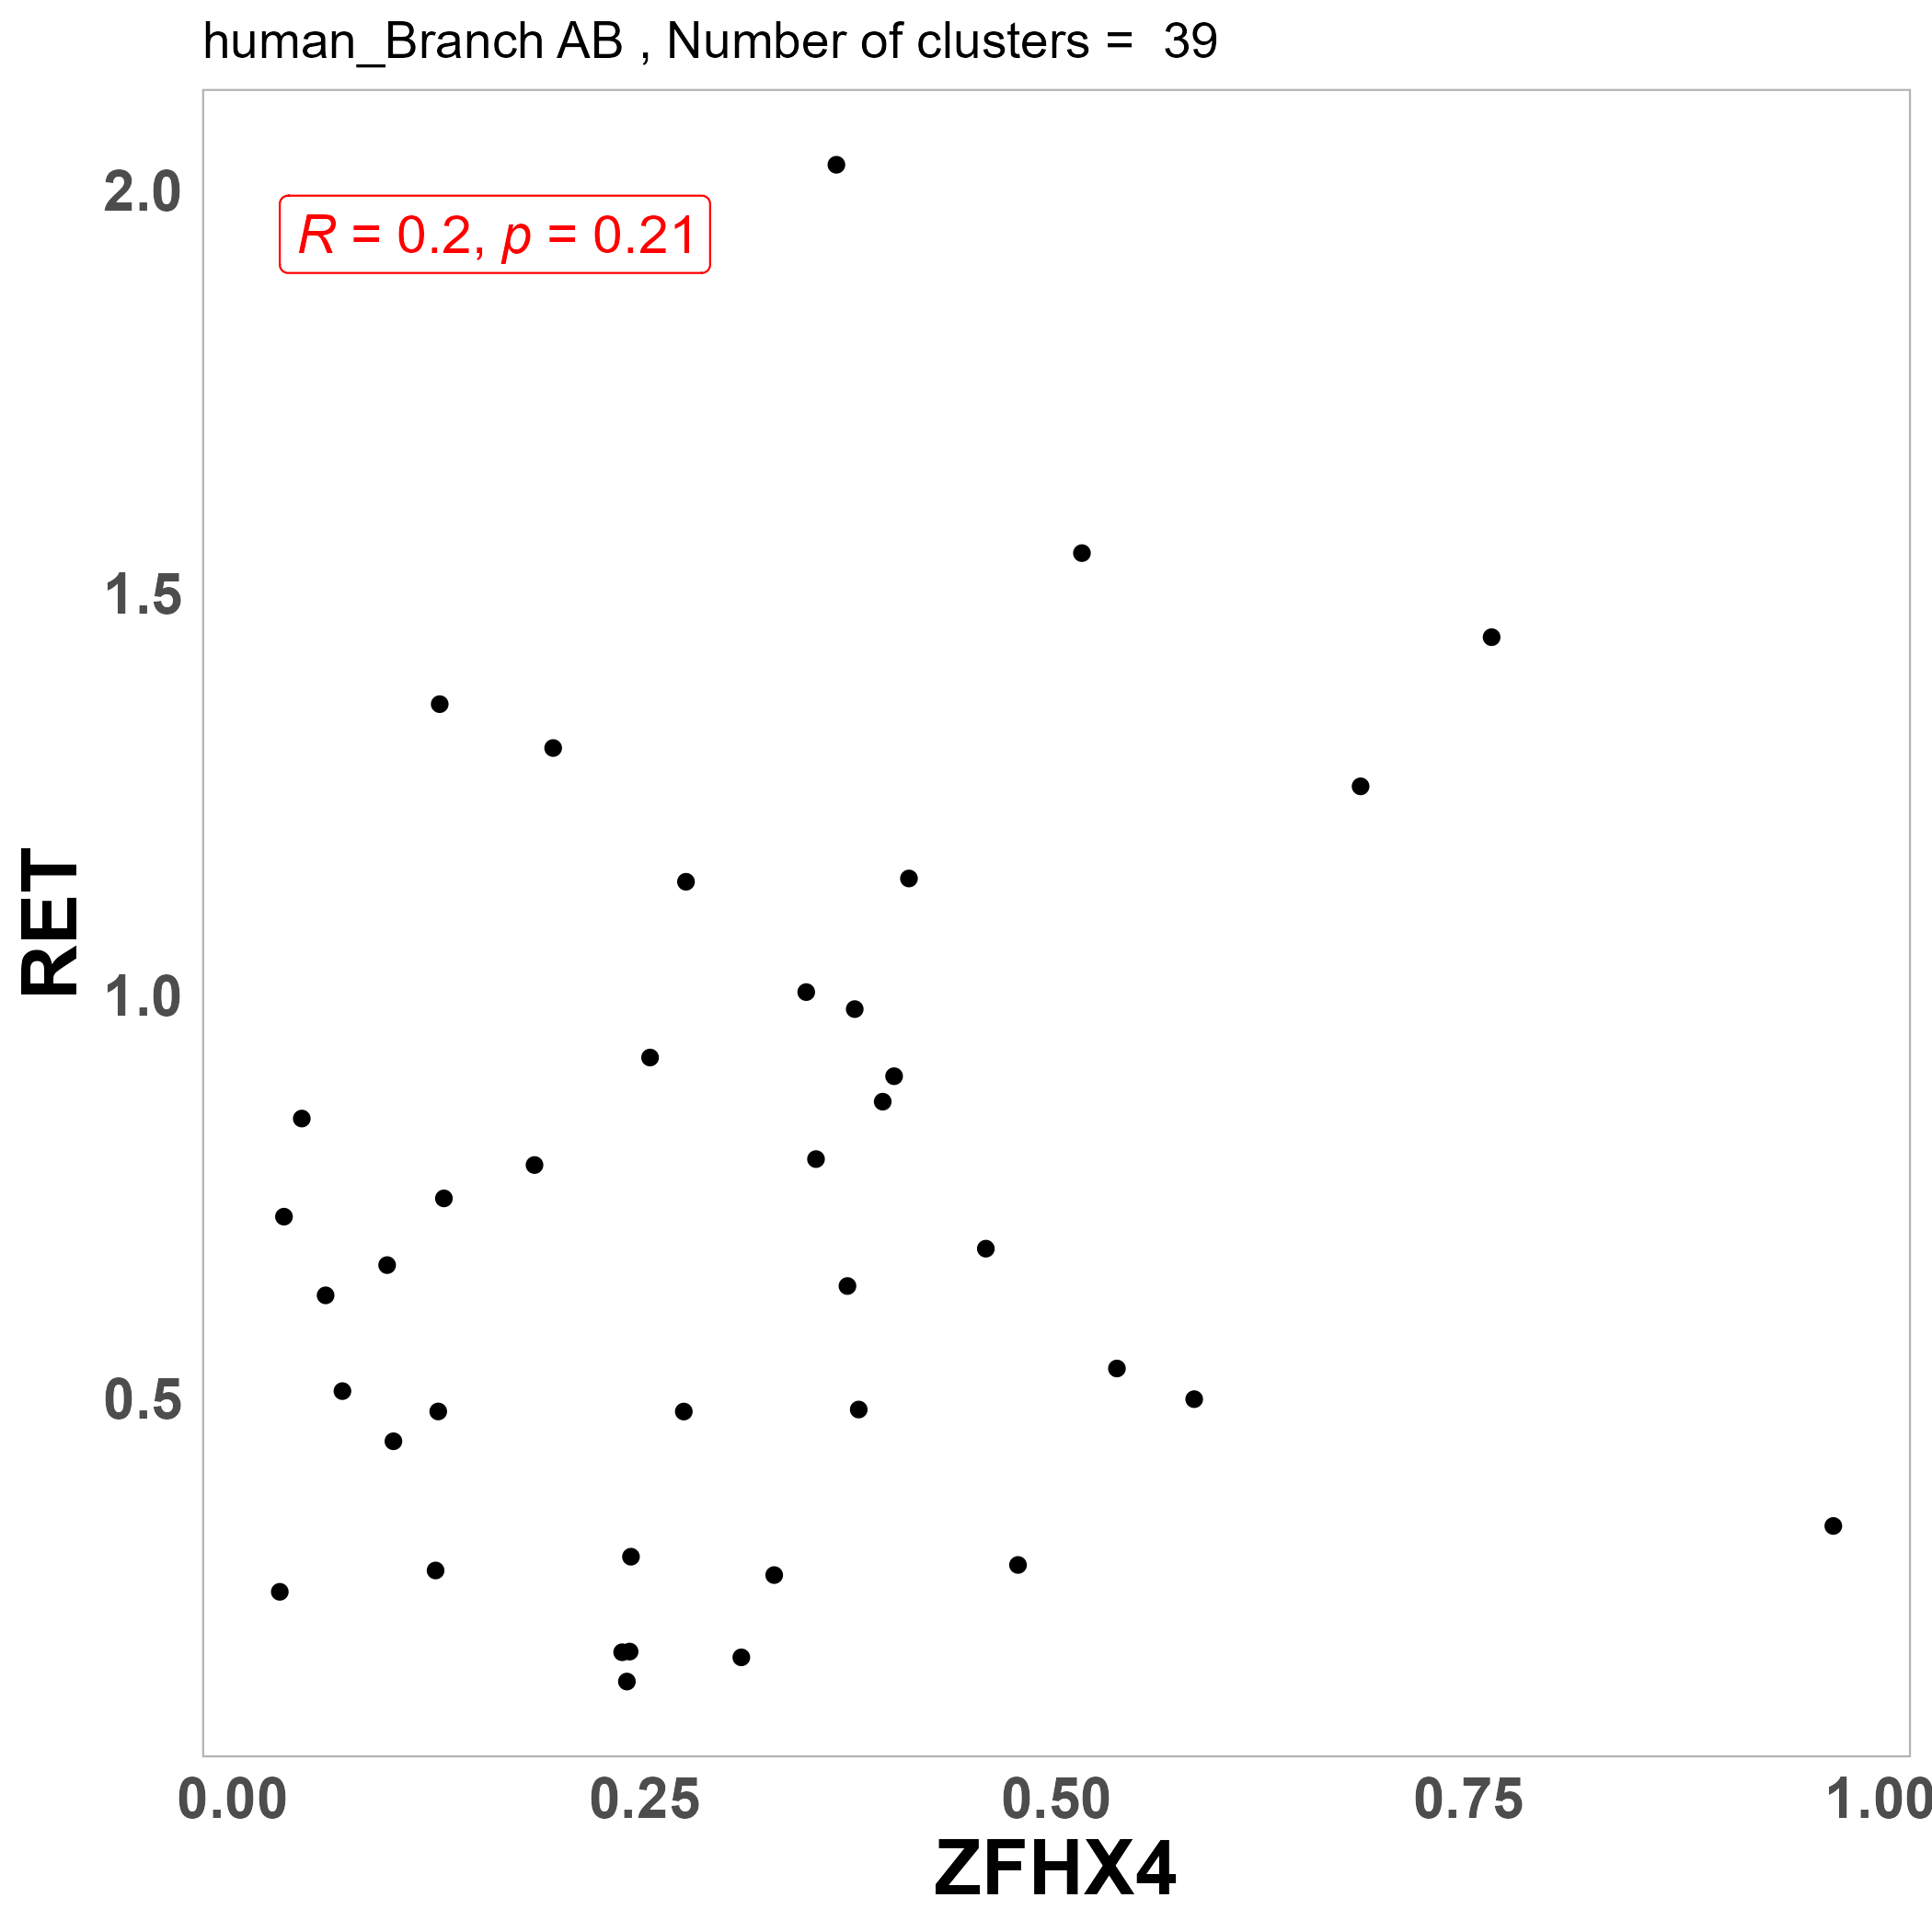 human_Branch AB , Number of clusters = 39
2.0
R = 0.2, p = 0.21
1.5
1.0
0.5
RET
0.00 0.25 0.50 0.75 1.00
ZFHX4